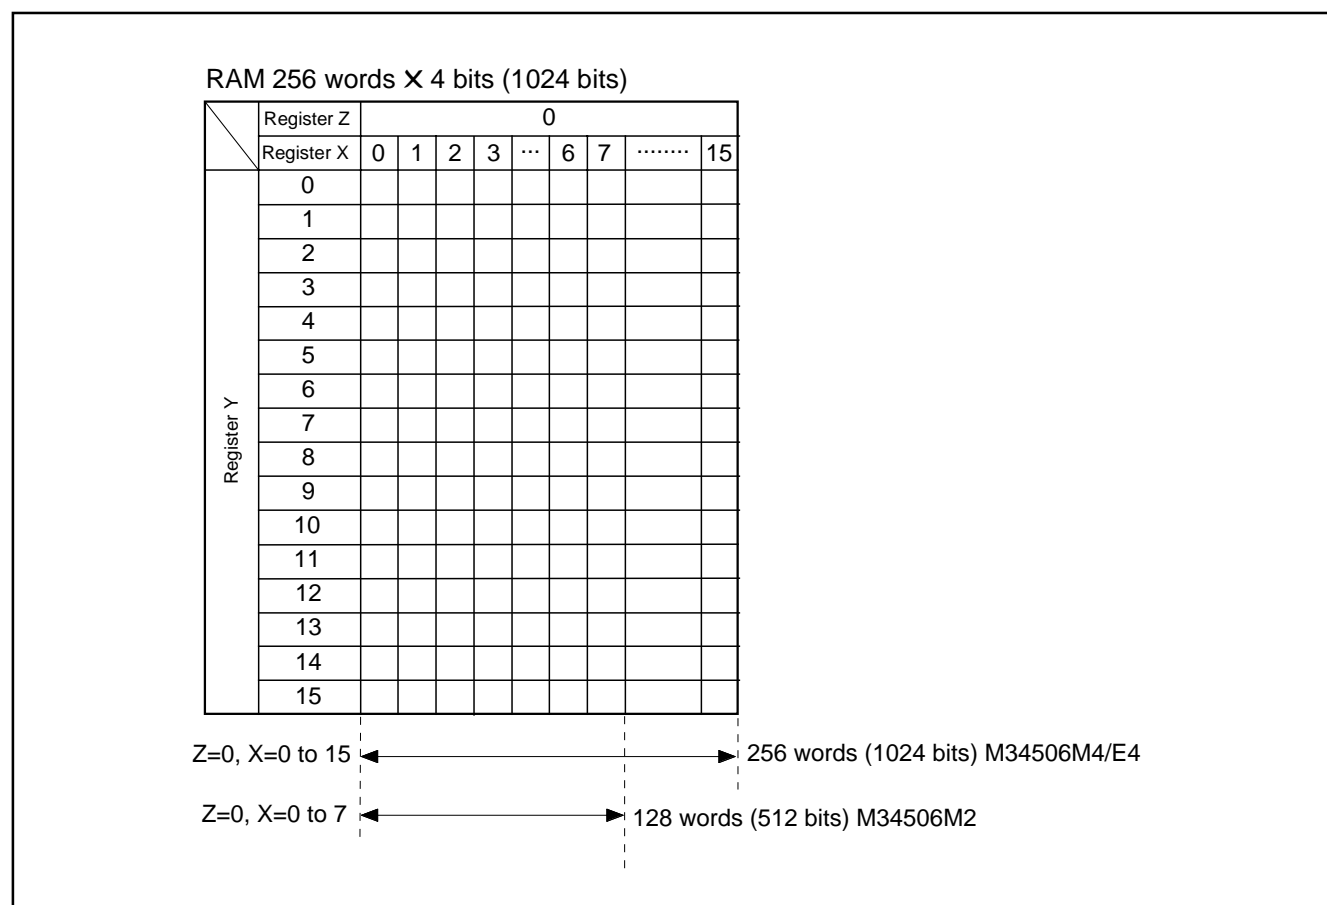 RAM 256 words ✕ 4 bits (1024 bits)
Register Z 0
Register X 0 1 2 3 ··· 6 7 ········ 15
Register Y
0
1
2
3
4
5
6
7
8
9
10
11
12
13
14
15
Z=0, X=0 to 15 256 words (1024 bits) M34506M4/E4
Z=0, X=0 to 7 128 words (512 bits) M34506M2